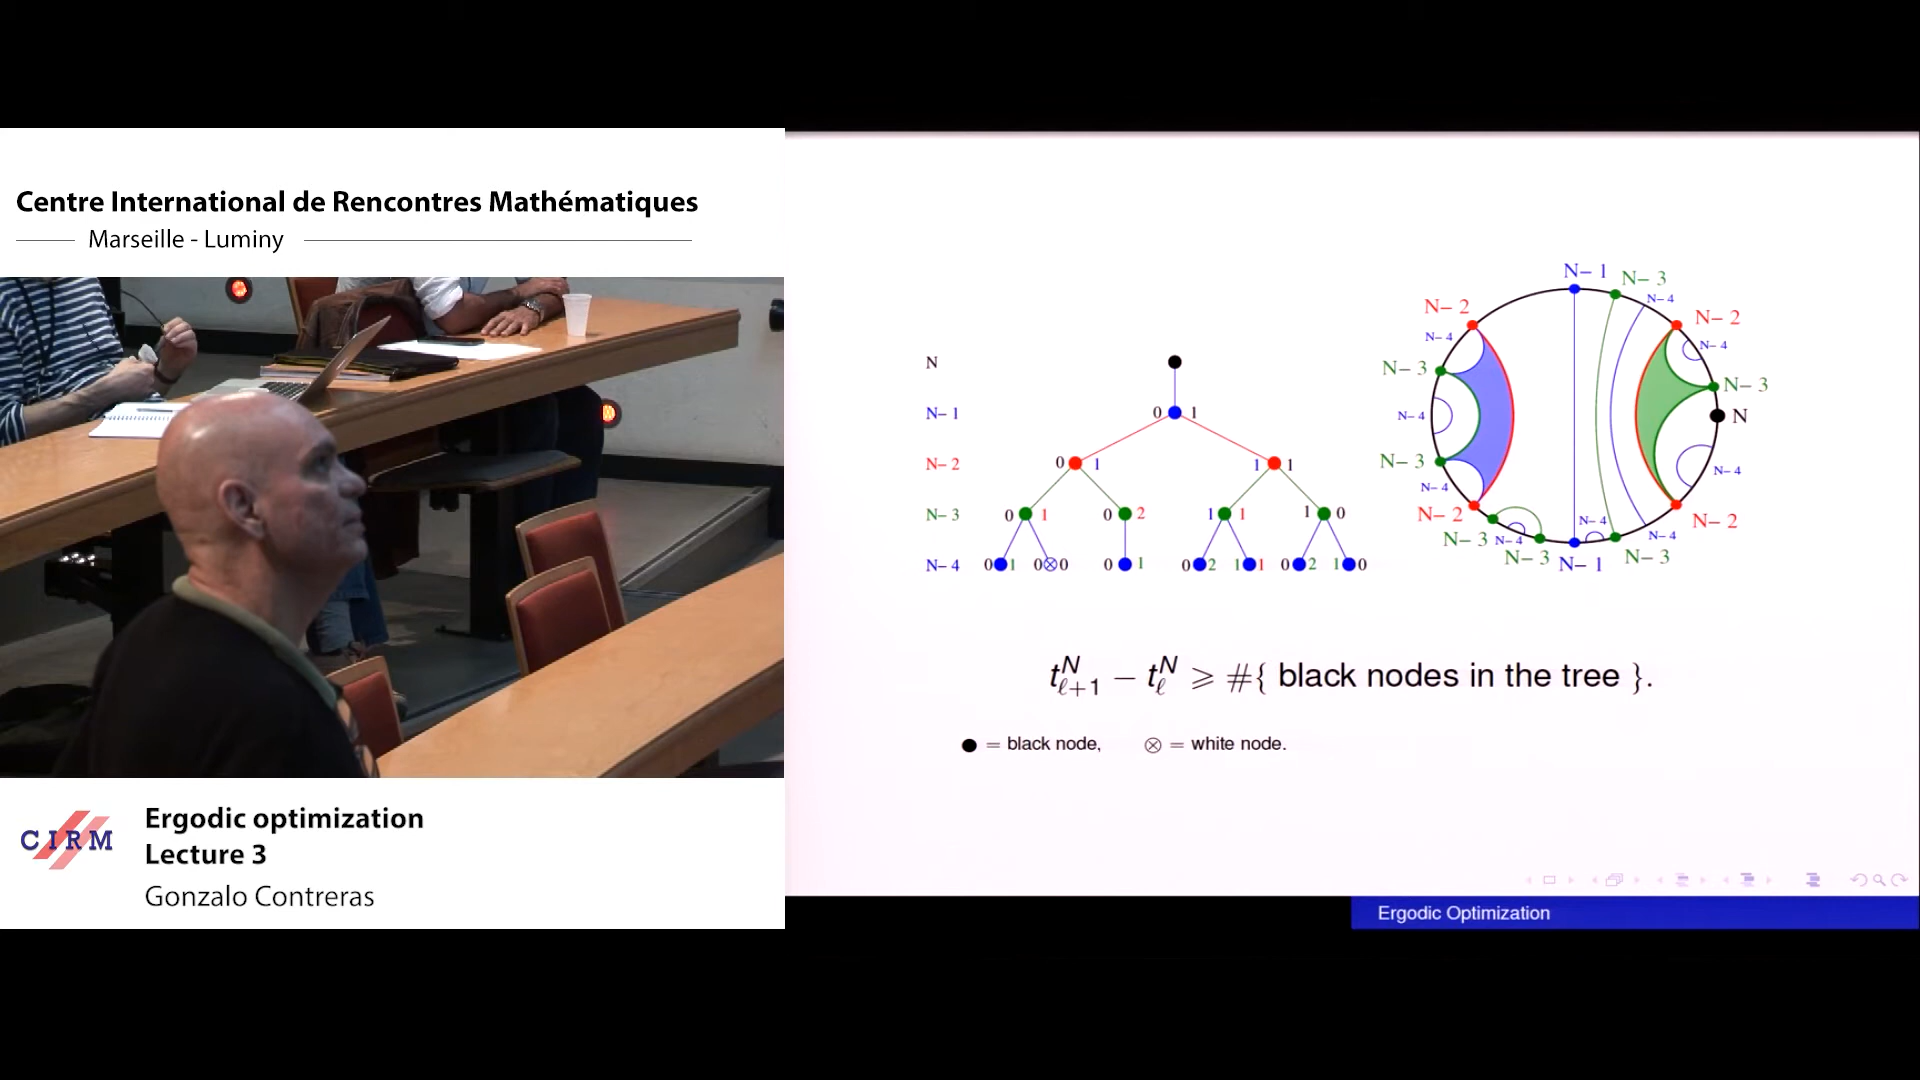 Centre International de Rencontres Mathématiques
Marseille - Luminy
CIRM
Ergodic optimization
Lecture 3
Gonzalo Contreras
N
N-1 0 1
N-2 0 1 1 1
N-3 0 1 0 2 1 1 1 0
N-4 0 1 0 ⊗ 0 0 1 0 2 1 1 0 2 1 0
N-1 N-3
N-4
N-2 N-2
N-4 N-4
N-3 N-3
N-4 N
N-3 N-4
N-4
N-2 N-2
N-4
N-3 N-4 N-4
N-3 N-1 N-3
t^N_{ℓ+1} − t^N_ℓ ⩾ #{ black nodes in the tree }.
● = black node, ⊗ = white node.
Ergodic Optimization